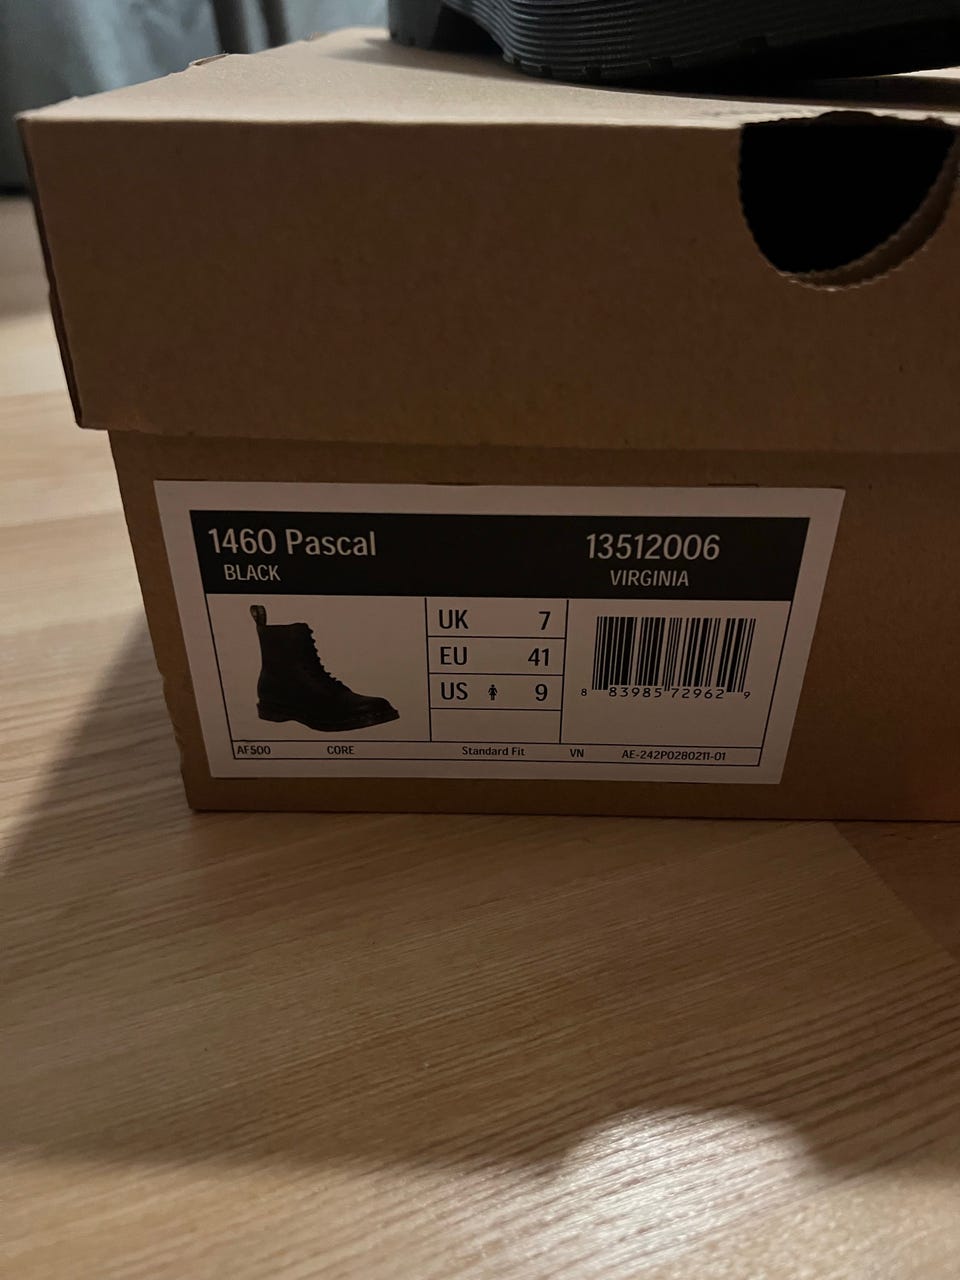 1460 Pascal 13512006
BLACK VIRGINIA
UK 7
EU 41
US 9
8 83985 72962 9
AF500 CORE Standard Fit VN AE-242P0280211-01